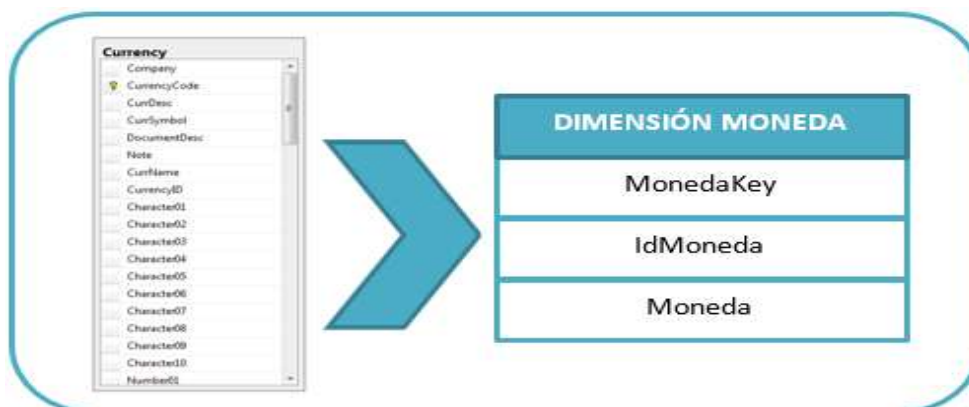 Currency
Company
CurrencyCode
CurrDesc
CurrSymbol
DocumentDesc
Note
CurrName
CurrencyID
Character01
Character02
Character03
Character04
Character05
Character06
Character07
Character08
Character09
Character10
Number01
DIMENSIÓN MONEDA
MonedaKey
IdMoneda
Moneda